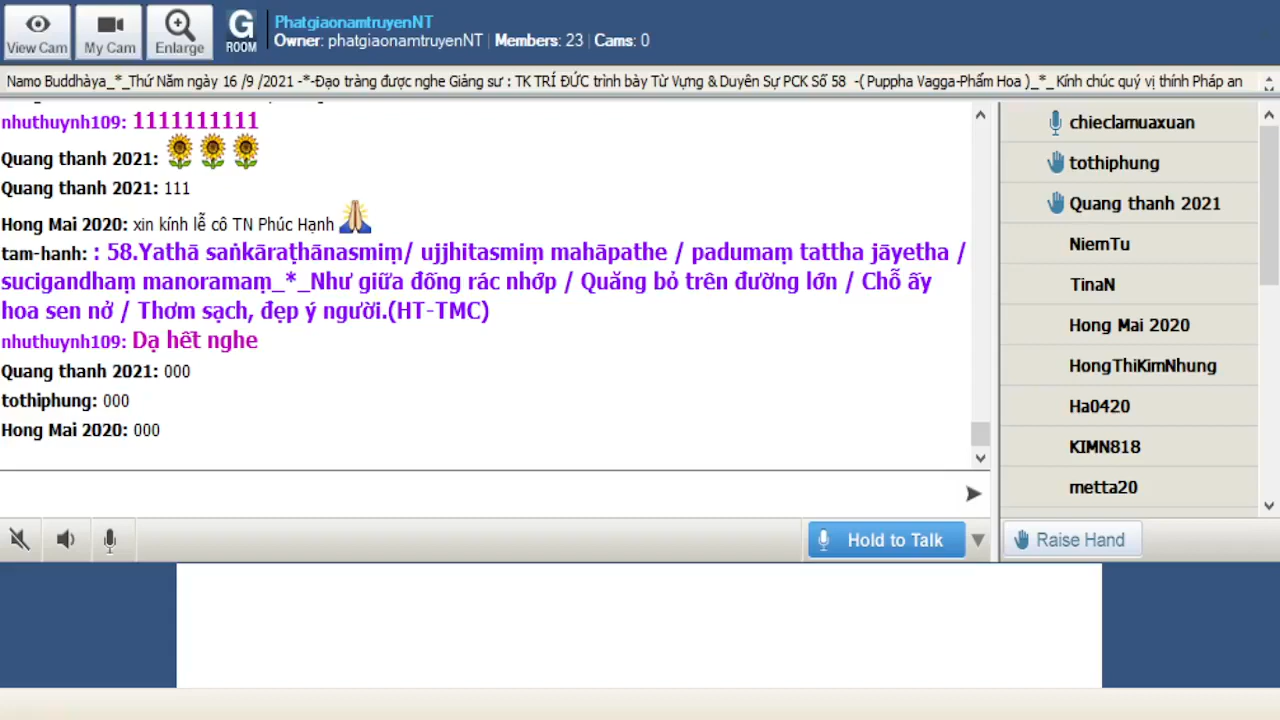 View Cam
My Cam
Enlarge
G
ROOM
PhatgiaonamtruyenNT
Owner: phatgiaonamtruyenNT | Members: 23 | Cams: 0
Namo Buddhàya_*_Thứ Năm ngày 16 /9 /2021 -*-Đạo tràng được nghe Giảng sư : TK TRÍ ĐỨC trình bày Từ Vựng & Duyên Sự PCK Số 58 -( Puppha Vagga-Phẩm Hoa )_*_ Kính chúc quý vị thính Pháp an
nhuthuynh109: 1111111111
Quang thanh 2021:
Quang thanh 2021: 111
Hong Mai 2020: xin kính lễ cô TN Phúc Hạnh
tam-hanh: : 58.Yathā saṅkāraṭhānasmiṃ/ ujjhitasmiṃ mahāpathe / padumaṃ tattha jāyetha /
sucigandhaṃ manoramaṃ_*_Như giữa đống rác nhớp / Quăng bỏ trên đường lớn / Chỗ ấy
hoa sen nở / Thơm sạch, đẹp ý người.(HT-TMC)
nhuthuynh109: Dạ hết nghe
Quang thanh 2021: 000
tothiphung: 000
Hong Mai 2020: 000
chieclamuaxuan
tothiphung
Quang thanh 2021
NiemTu
TinaN
Hong Mai 2020
HongThiKimNhung
Ha0420
KIMN818
metta20
Hold to Talk
Raise Hand